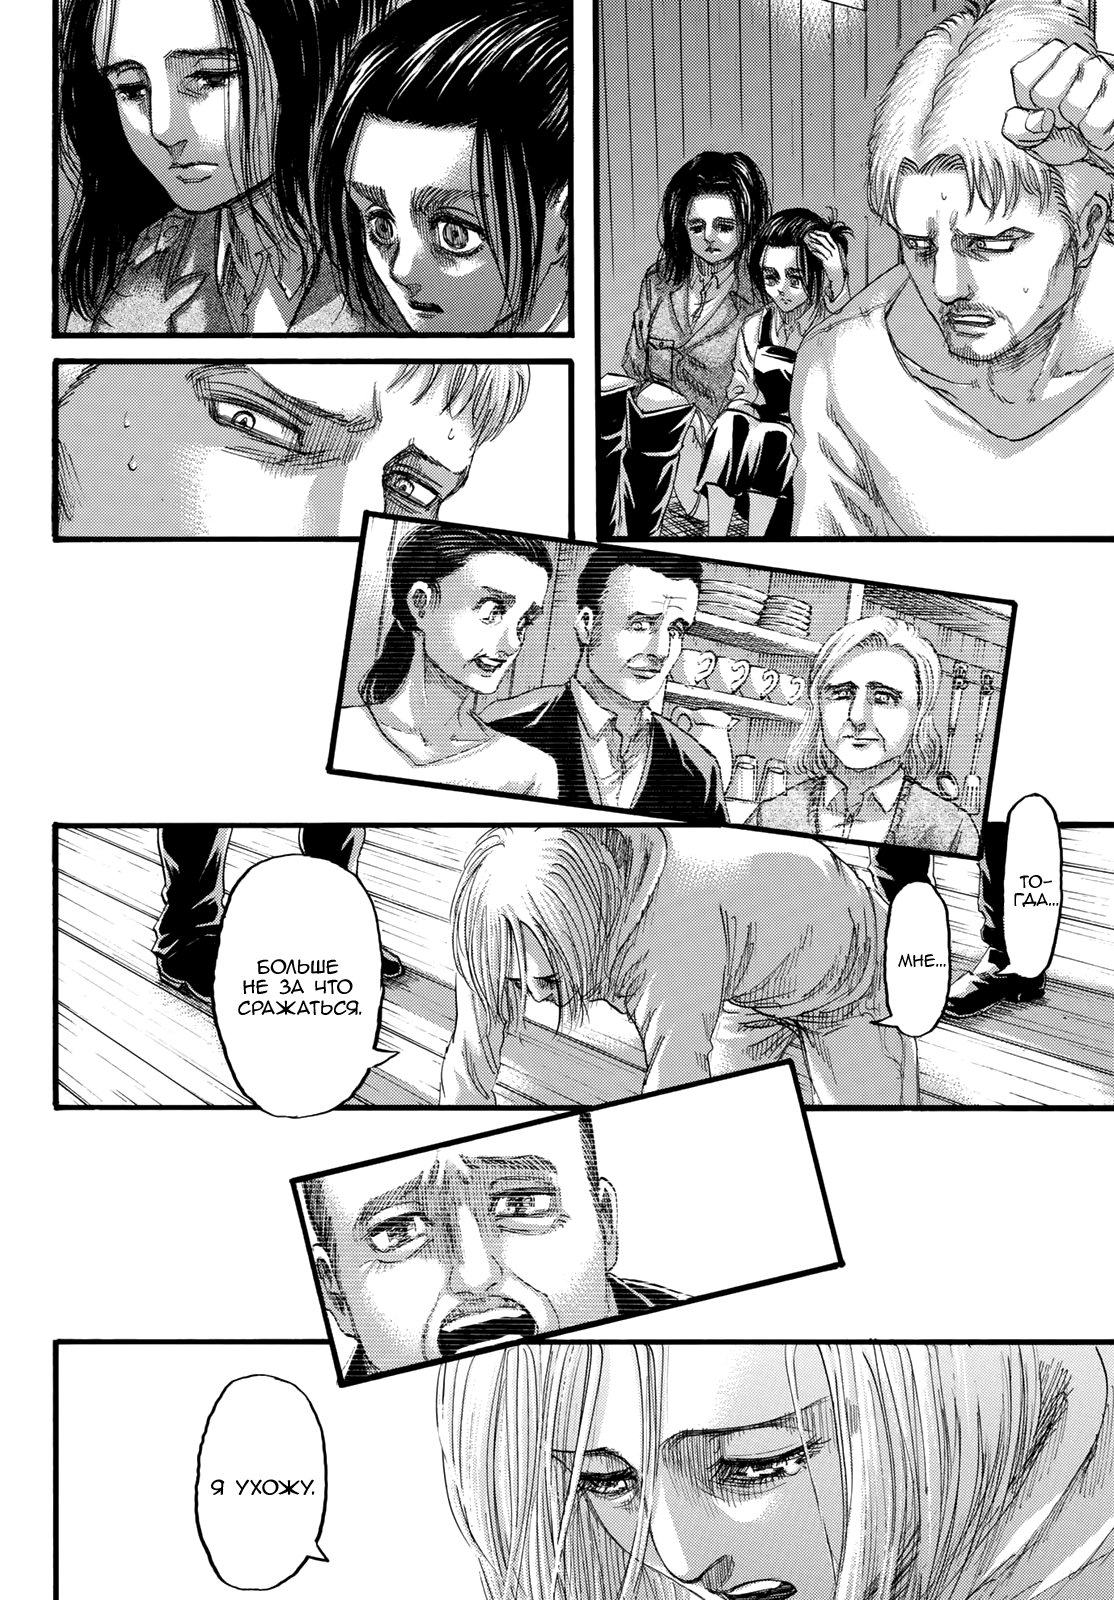 ТО-
ГДА...
МНЕ...
БОЛЬШЕ
НЕ ЗА ЧТО
СРАЖАТЬСЯ.
Я УХОЖУ.